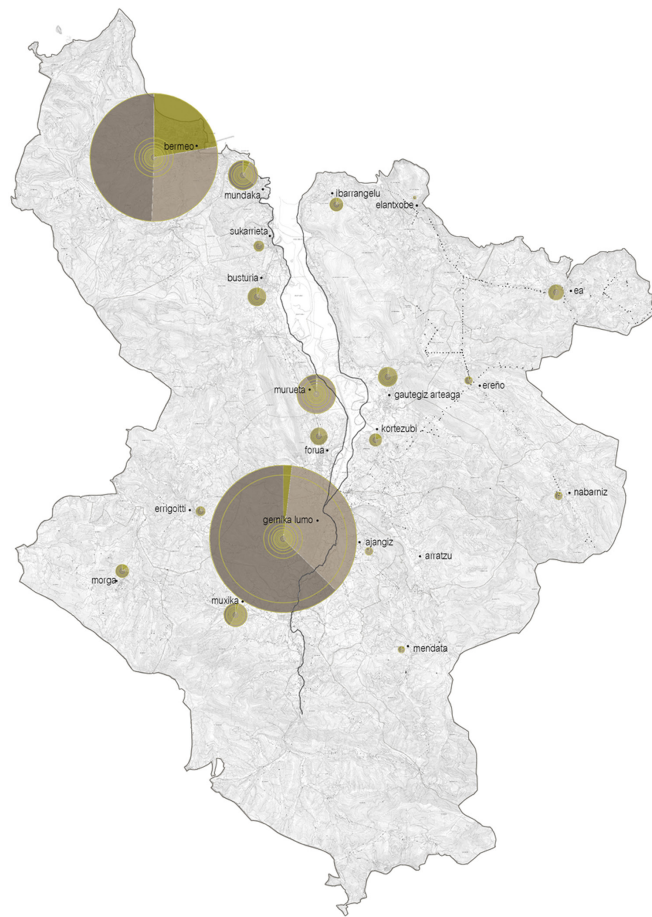 bermeo
mundaka
ibarrangelu
elantxobe
sukarrieta
busturia
ea
murueta
gautegiz arteaga
ereño
kortezubi
forua
nabarniz
errigoitti
gernika lumo
ajangiz
arratzu
morga
muxika
mendata